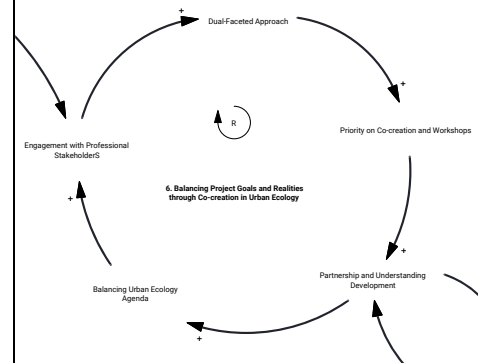 +
Dual-Faceted Approach
+
R
Priority on Co-creation and Workshops
Engagement with Professional
StakeholderS
6. Balancing Project Goals and Realities
through Co-creation in Urban Ecology
+
+
Partnership and Understanding
Development
Balancing Urban Ecology
Agenda
+